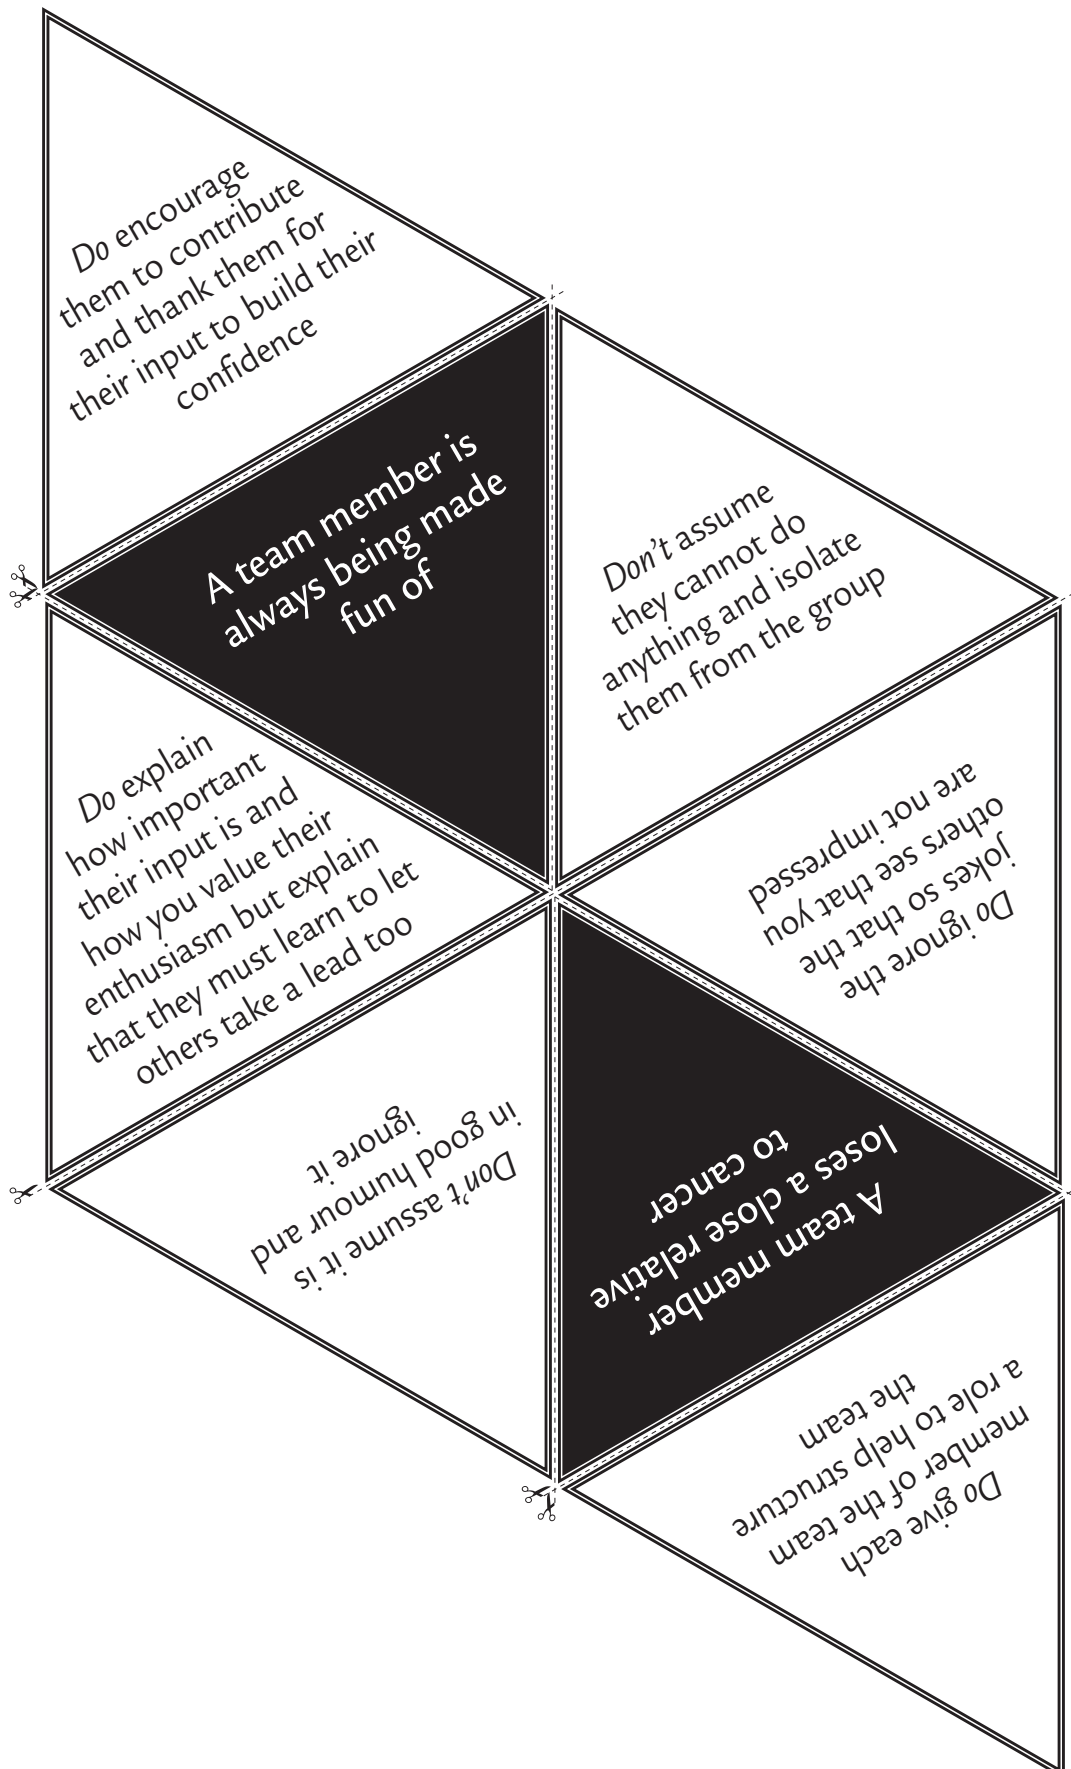 Do encourage
them to contribute
and thank them for
their input to build their
confidence
A team member is
always being made
fun of
Don't assume
they cannot do
anything and isolate
them from the group
Do explain
how important
their input is and
how you value their
enthusiasm but explain
that they must learn to let
others take a lead too
Do ignore the
jokes so that the
others see that you
are not impressed
Don't assume it is
in good humour and
ignore it
A team member
loses a close relative
to cancer
Do give each
member of the team
a role to help structure
the team